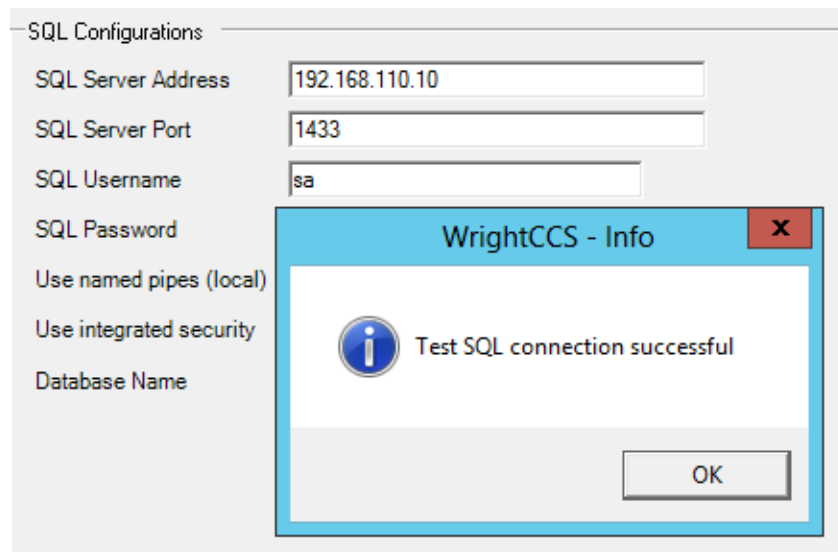 SQL Configurations
SQL Server Address 192.168.110.10
SQL Server Port 1433
SQL Username sa
SQL Password
WrightCCS - Info
x
Use named pipes (local)
Use integrated security
Test SQL connection successful
Database Name
OK